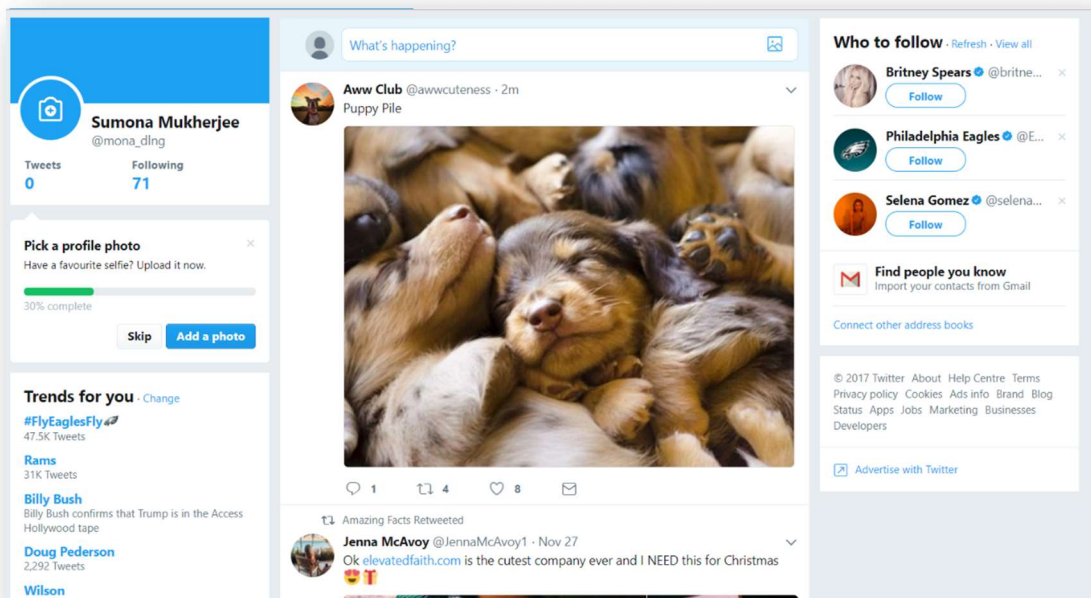 Sumona Mukherjee
@mona_dlng
Tweets Following
0 71
Pick a profile photo
Have a favourite selfie? Upload it now.
30% complete
Skip Add a photo
Trends for you · Change
#FlyEaglesFly
47.5K Tweets
Rams
31K Tweets
Billy Bush
Billy Bush confirms that Trump is in the Access
Hollywood tape
Doug Pederson
2,292 Tweets
Wilson
What's happening?
Aww Club @awwcuteness · 2m
Puppy Pile
1 4 8
Amazing Facts Retweeted
Jenna McAvoy @JennaMcAvoy1 · Nov 27
Ok elevatedfaith.com is the cutest company ever and I NEED this for Christmas
😍🎁
Who to follow · Refresh · View all
Britney Spears @britne...
Follow
Philadelphia Eagles @E...
Follow
Selena Gomez @selena...
Follow
Find people you know
Import your contacts from Gmail
Connect other address books
© 2017 Twitter About Help Centre Terms
Privacy policy Cookies Ads info Brand Blog
Status Apps Jobs Marketing Businesses
Developers
Advertise with Twitter